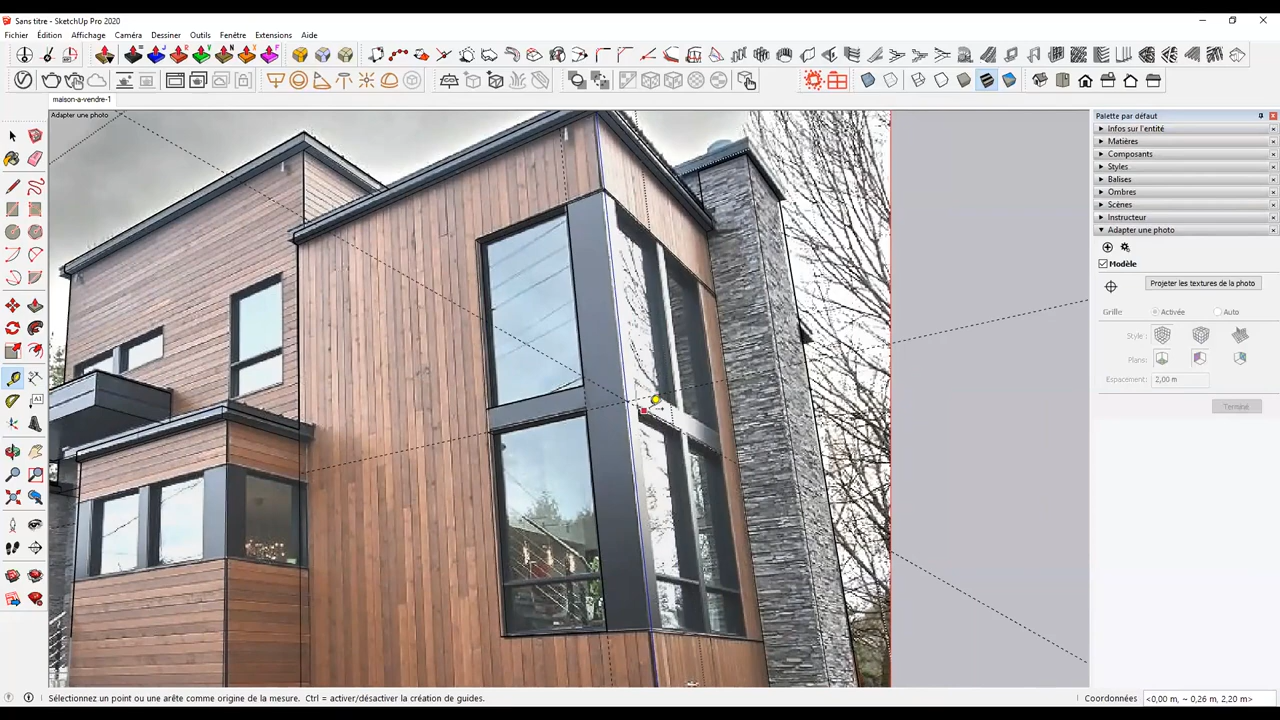 Sans titre - SketchUp Pro 2020
Fichier Édition Affichage Caméra Dessiner Outils Fenêtre Extensions Aide
maison-a-vendre-1
Adapter une photo
Palette par défaut
Infos sur l'entité
Matières
Composants
Styles
Balises
Ombres
Scènes
Instructeur
Adapter une photo
Modèle
Projeter les textures de la photo
Grille Activée Auto
Style :
Plans:
Espacement: 2,00 m
Terminé
Sélectionnez un point ou une arête comme origine de la mesure. Ctrl = activer/désactiver la création de guides.
Coordonnées <0,00 m, ~ 0,26 m, 2,20 m>